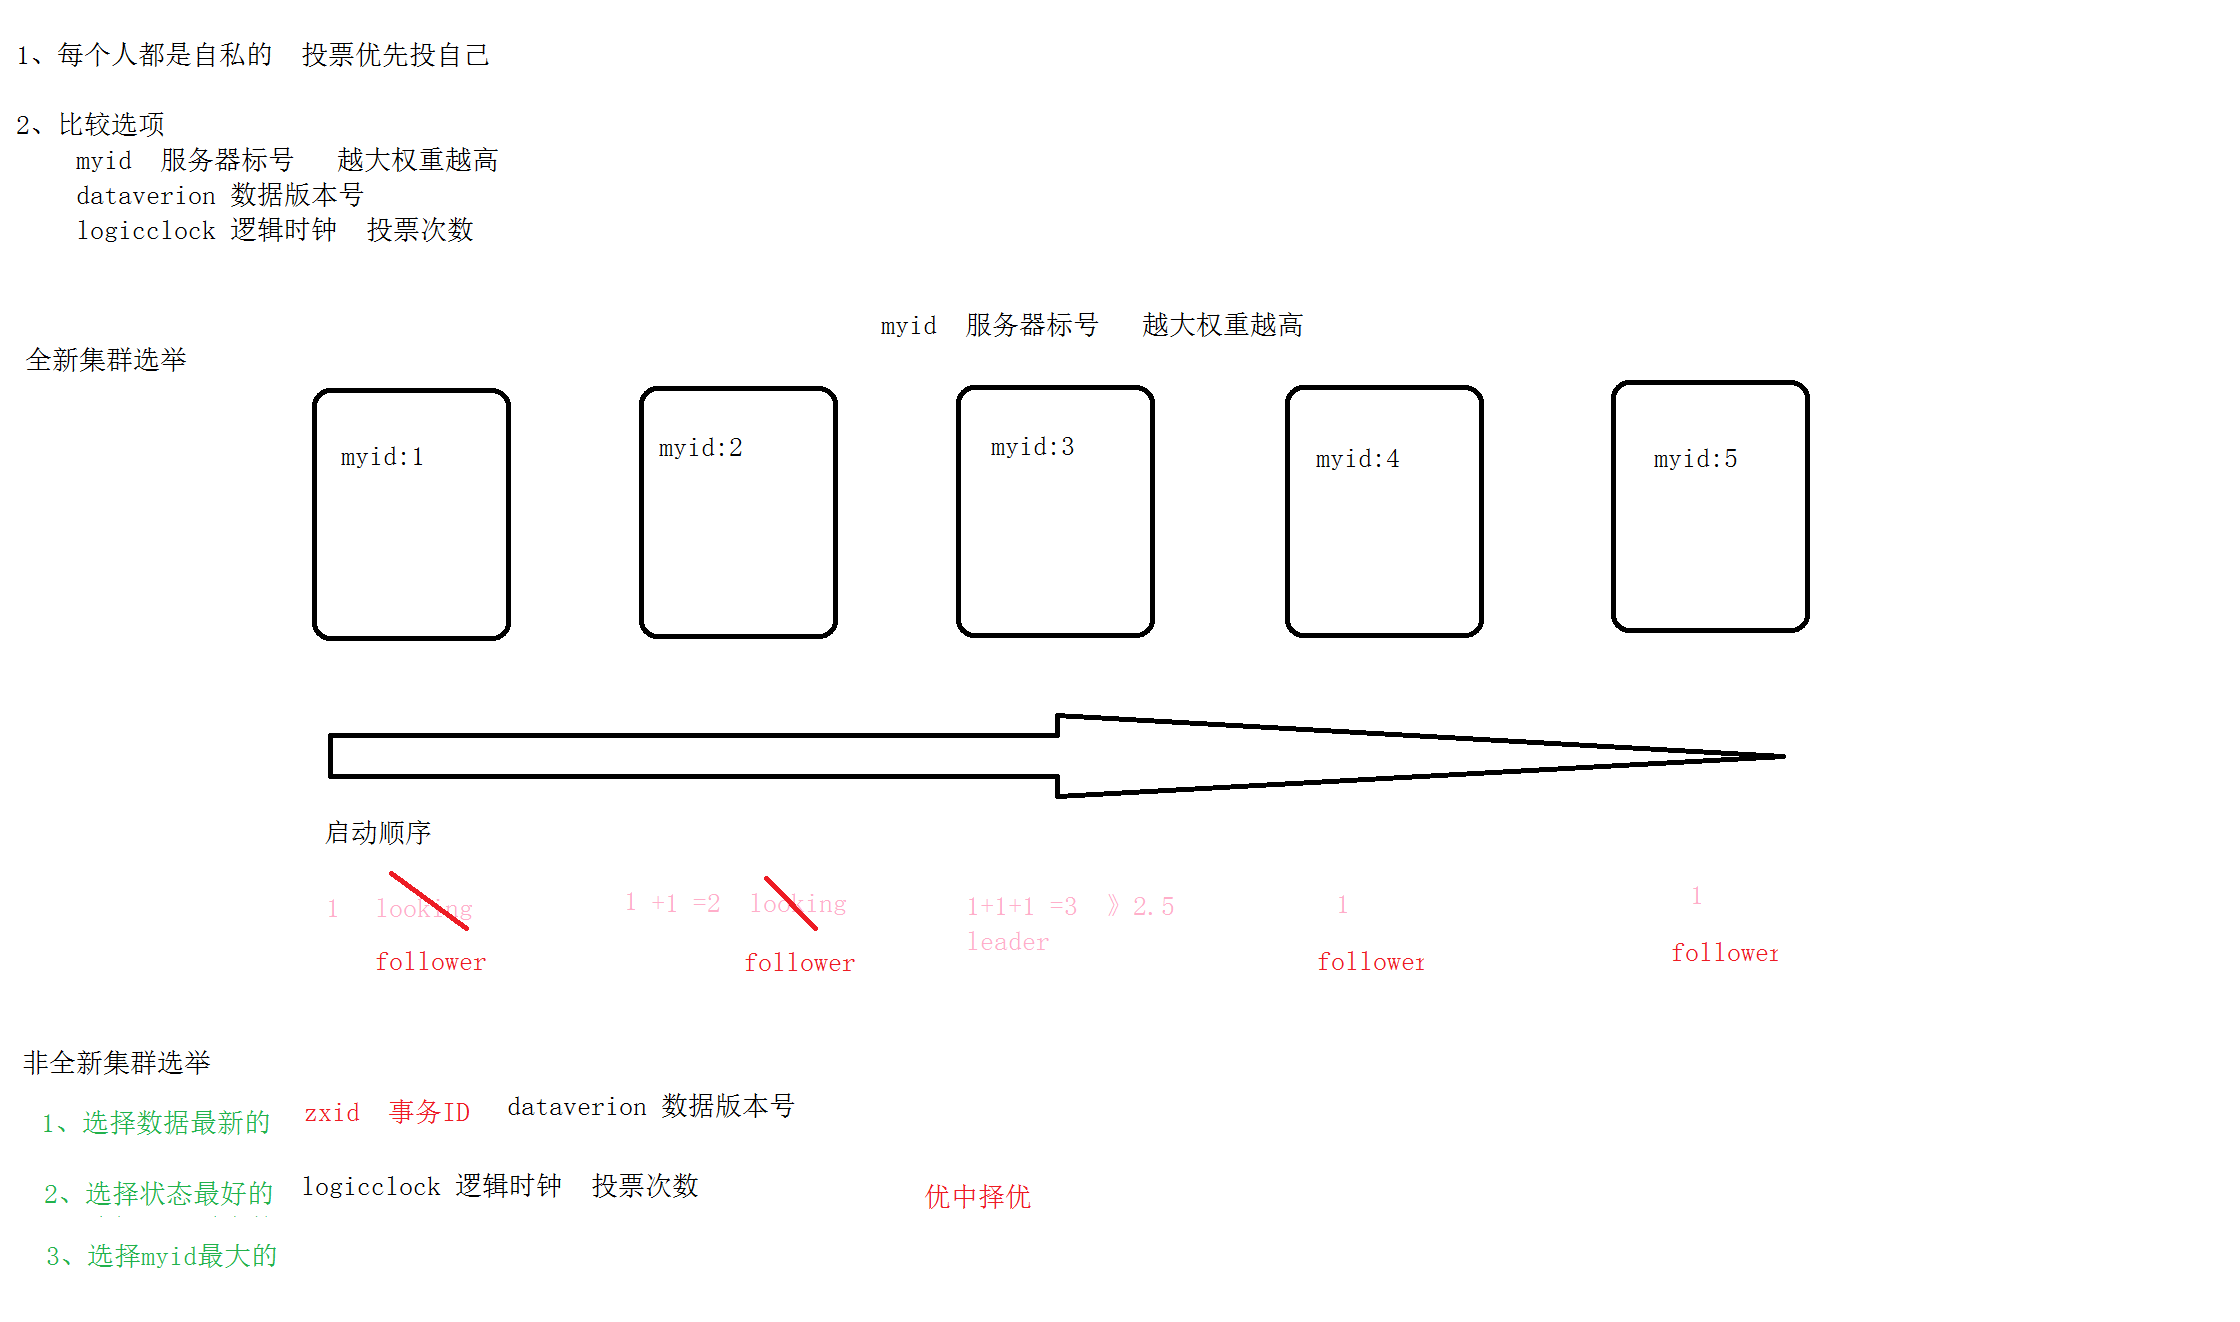 1、每个人都是自私的  投票优先投自己
2、比较选项
myid  服务器标号   越大权重越高
dataverion 数据版本号
logicclock 逻辑时钟  投票次数
myid  服务器标号   越大权重越高
全新集群选举
myid:1
myid:2
myid:3
myid:4
myid:5
启动顺序
1  looking
follower
1 +1 =2  looking
follower
1+1+1 =3 》2.5
leader
1
follower
1
follower
非全新集群选举
1、选择数据最新的  zxid  事务ID  dataverion 数据版本号
2、选择状态最好的  logicclock 逻辑时钟  投票次数  优中择优
3、选择myid最大的